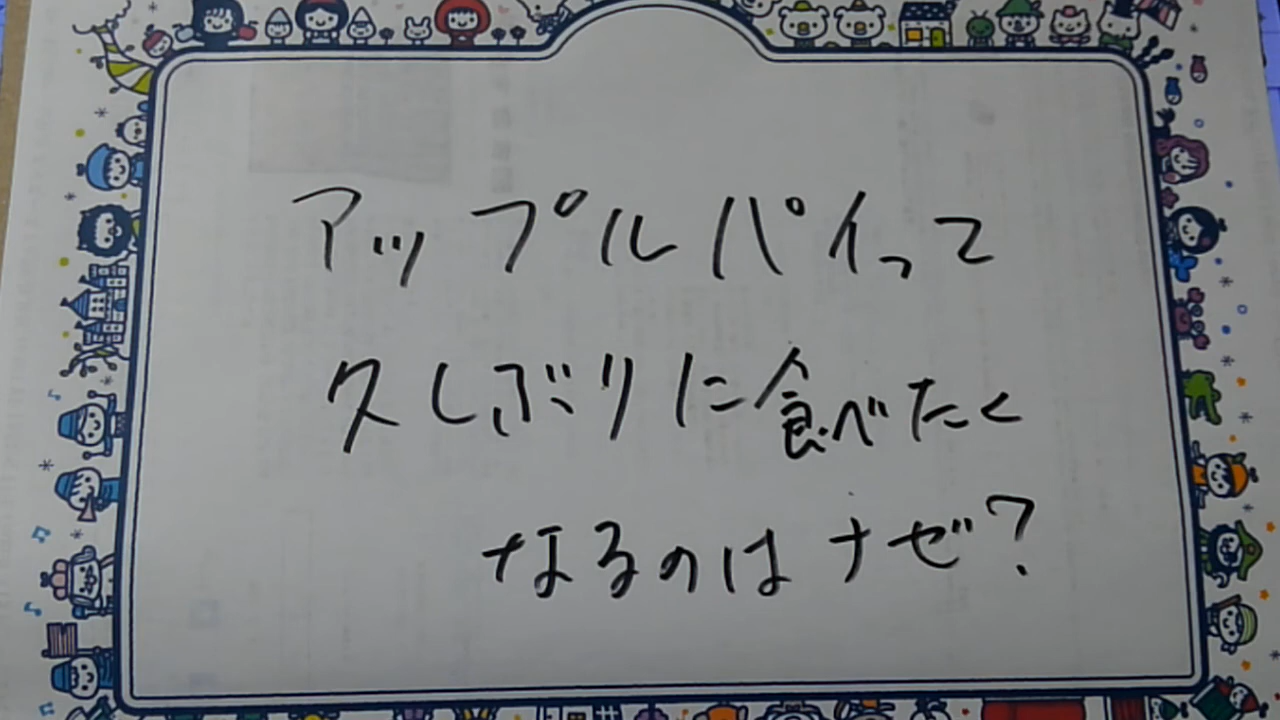 アップルパイって
久しぶりに食べたく
なるのはナゼ?